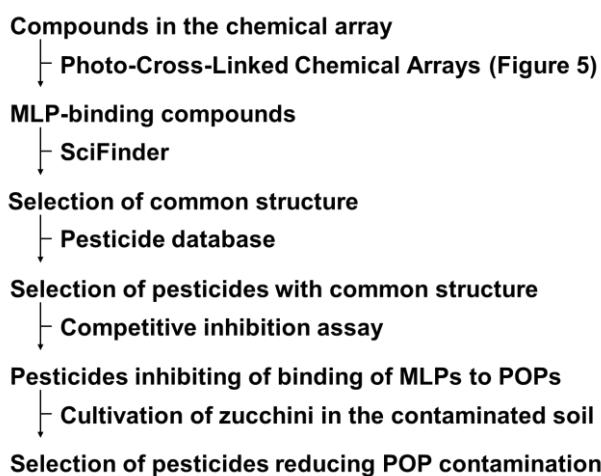 Compounds in the chemical array
Photo-Cross-Linked Chemical Arrays (Figure 5)
MLP-binding compounds
SciFinder
Selection of common structure
Pesticide database
Selection of pesticides with common structure
Competitive inhibition assay
Pesticides inhibiting of binding of MLPs to POPs
Cultivation of zucchini in the contaminated soil
Selection of pesticides reducing POP contamination